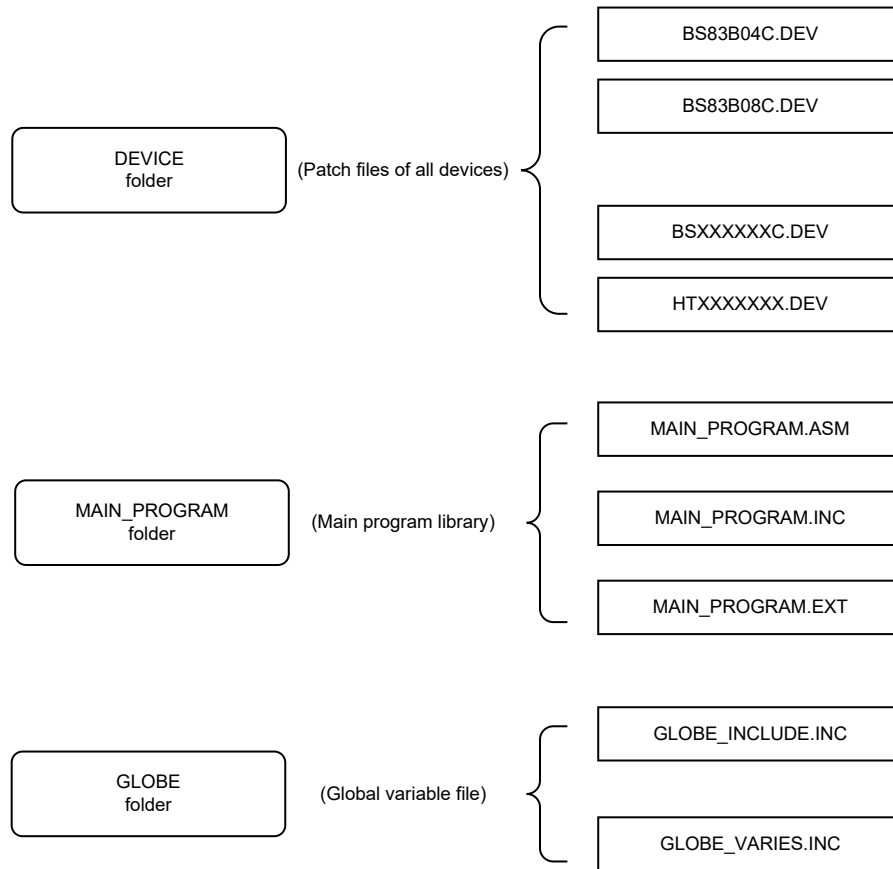 DEVICE
folder
(Patch files of all devices)
BS83B04C.DEV
BS83B08C.DEV
BSXXXXXXC.DEV
HTXXXXXXX.DEV
MAIN_PROGRAM
folder
(Main program library)
MAIN_PROGRAM.ASM
MAIN_PROGRAM.INC
MAIN_PROGRAM.EXT
GLOBE
folder
(Global variable file)
GLOBE_INCLUDE.INC
GLOBE_VARIES.INC